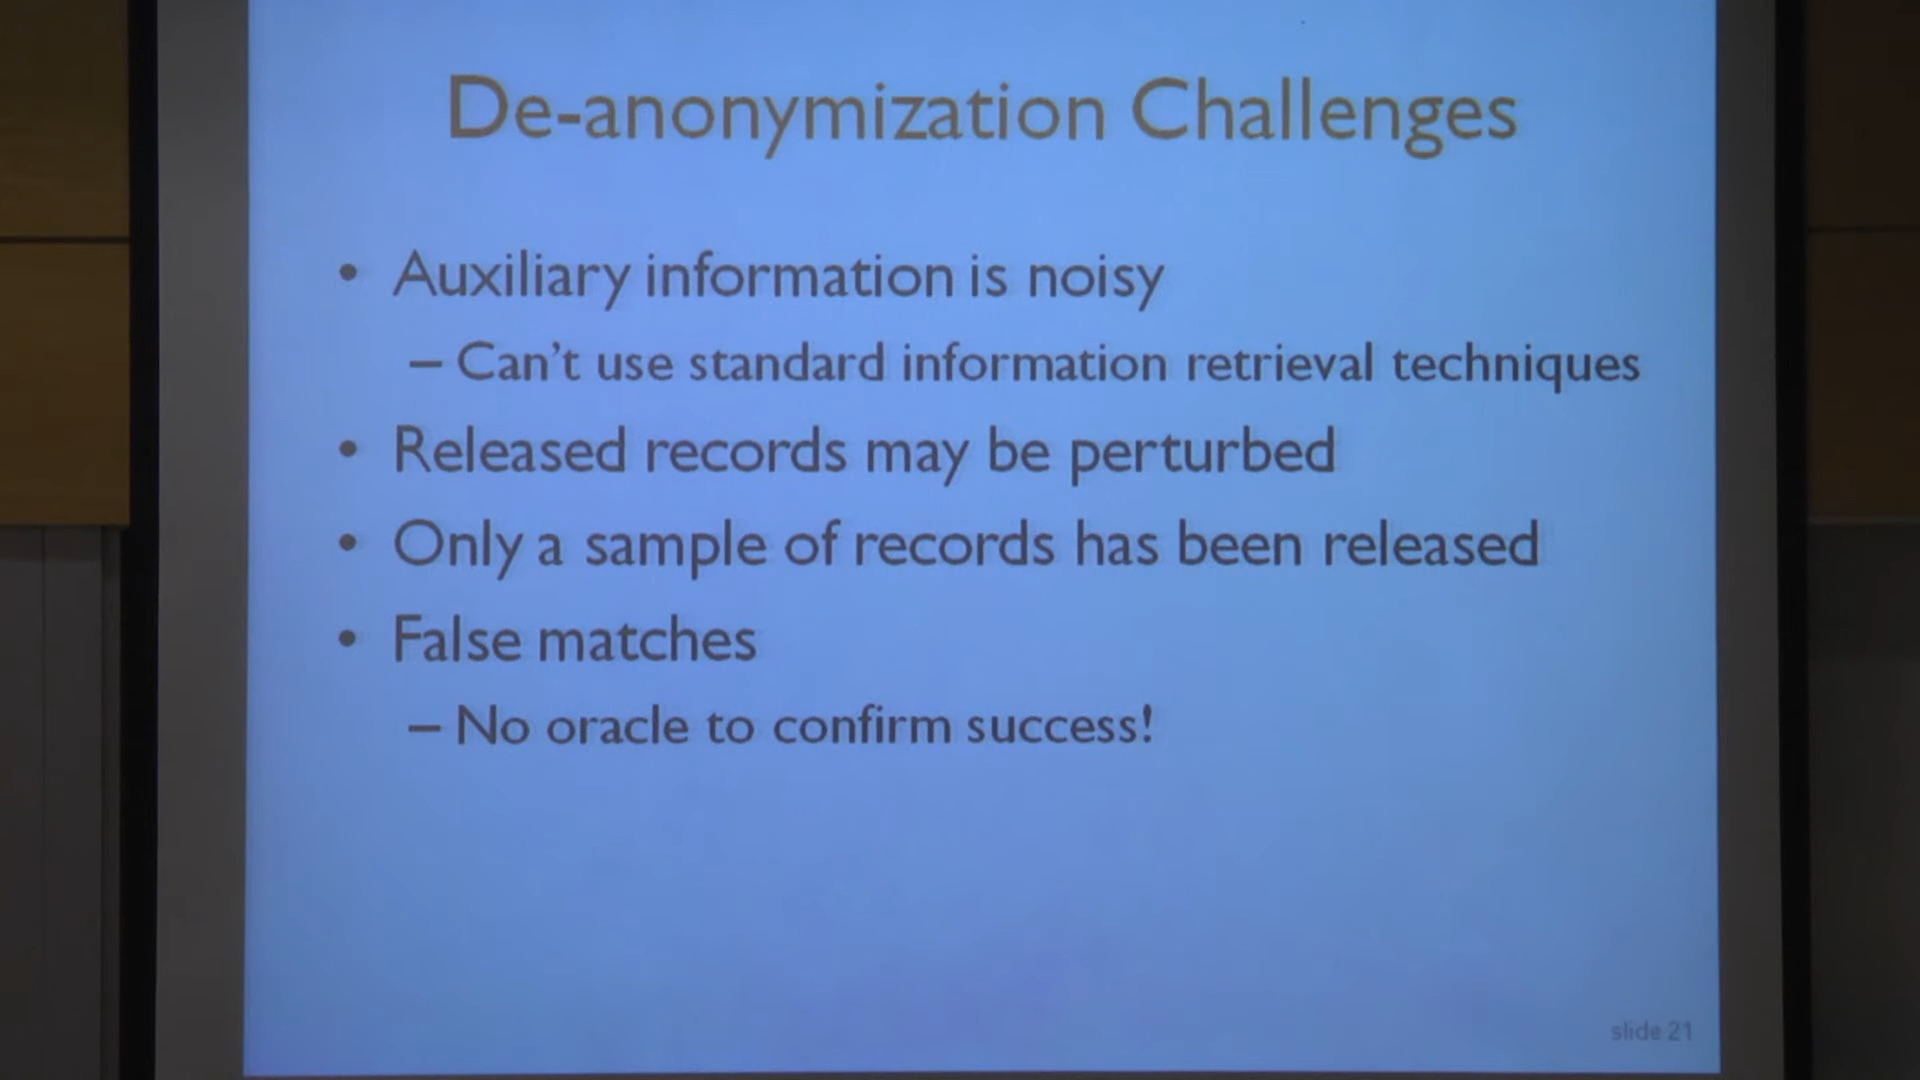 De-anonymization Challenges
• Auxiliary information is noisy
– Can't use standard information retrieval techniques
• Released records may be perturbed
• Only a sample of records has been released
• False matches
– No oracle to confirm success!
slide 21